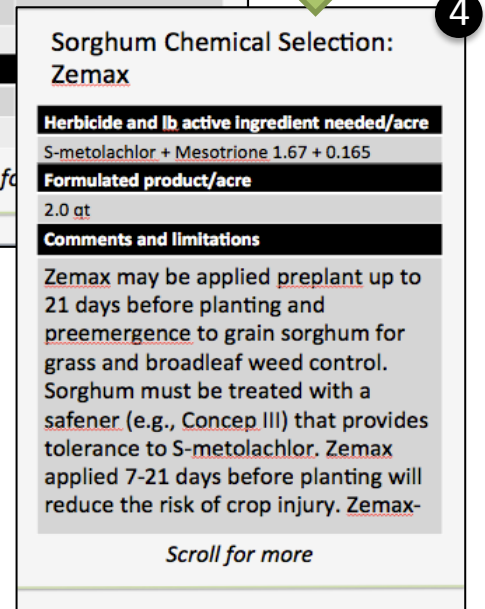 4
Sorghum Chemical Selection:
Zemax
Herbicide and lb active ingredient needed/acre
S-metolachlor + Mesotrione 1.67 + 0.165
Formulated product/acre
2.0 qt
Comments and limitations
Zemax may be applied preplant up to
21 days before planting and
preemergence to grain sorghum for
grass and broadleaf weed control.
Sorghum must be treated with a
safener (e.g., Concep III) that provides
tolerance to S-metolachlor. Zemax
applied 7-21 days before planting will
reduce the risk of crop injury. Zemax-
Scroll for more